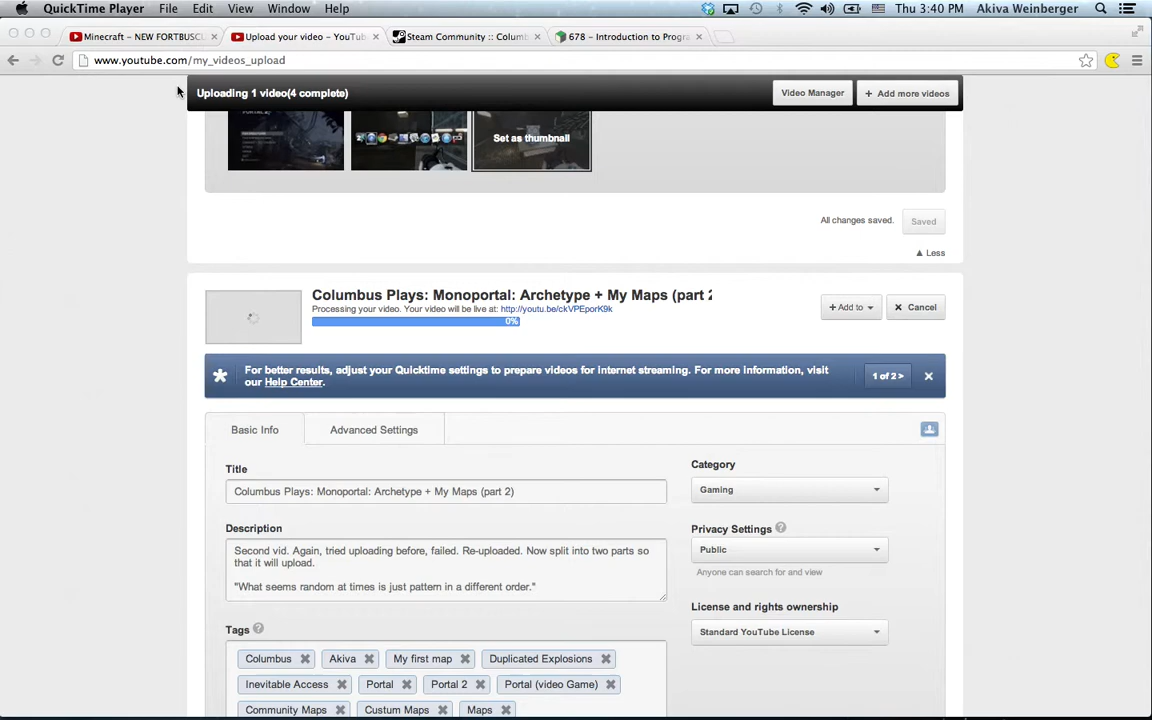 QuickTime Player File Edit View Window Help Thu 3:40 PM Akiva Weinberger
Minecraft - NEW FORTBUSCL Upload your video - YouTub Steam Community :: Columb 678 - Introduction to Progra
www.youtube.com/my_videos_upload
Uploading 1 video(4 complete) Video Manager + Add more videos
Set as thumbnail
All changes saved. Saved
Less
Columbus Plays: Monoportal: Archetype + My Maps (part 2
Processing your video. Your video will be live at: http://youtu.be/ckVPEporK9k
+ Add to Cancel
0%
For better results, adjust your Quicktime settings to prepare videos for internet streaming. For more information, visit
our Help Center.
1 of 2 >
Basic Info Advanced Settings
Title
Columbus Plays: Monoportal: Archetype + My Maps (part 2)
Description
Second vid. Again, tried uploading before, failed. Re-uploaded. Now split into two parts so
that it will upload.
"What seems random at times is just pattern in a different order."
Tags
Columbus Akiva My first map Duplicated Explosions
Inevitable Access Portal Portal 2 Portal (video Game)
Community Maps Custum Maps Maps
Category
Gaming
Privacy Settings
Public
Anyone can search for and view
License and rights ownership
Standard YouTube License